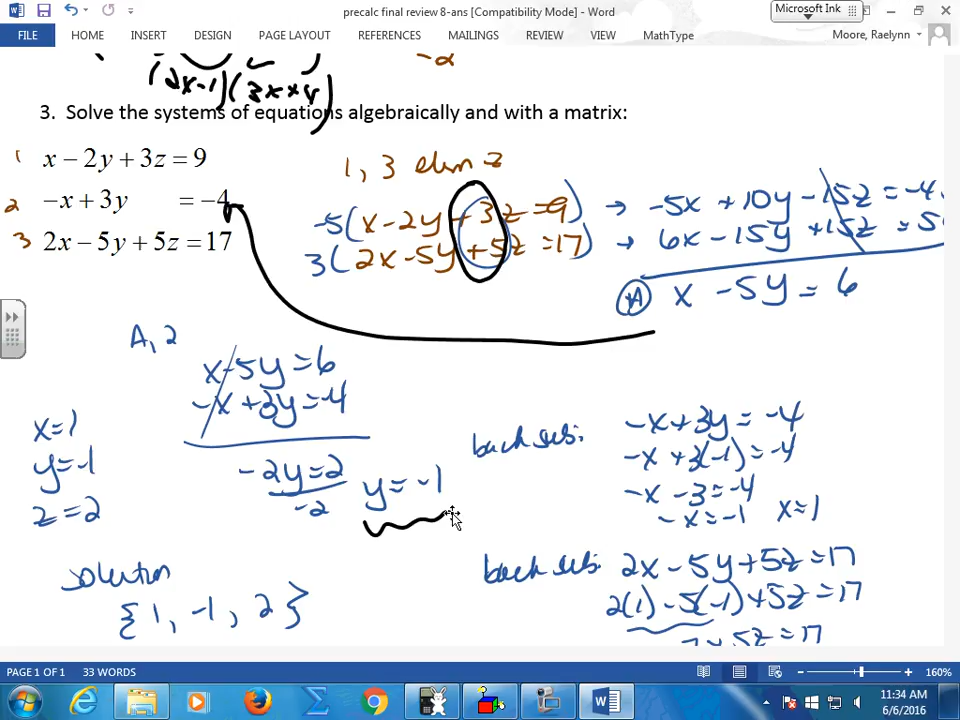 precalc final review 8-ans [Compatibility Mode] - Word
Microsoft Ink
FILE HOME INSERT DESIGN PAGE LAYOUT REFERENCES MAILINGS REVIEW VIEW MathType Moore, Raelynn
-2
(2x-1)(3x+4)
3. Solve the systems of equations algebraically and with a matrix:
1 x − 2y + 3z = 9
2 −x + 3y = −4
3 2x − 5y + 5z = 17
1, 3 elim z
-5(x-2y+3z=9) → -5x+10y-15z=-4
3(2x-5y+5z=17) → 6x-15y+15z=5
A x -5y = 6
A, 2
x-5y=6
-x+3y=-4
-2y=2
-2
y=-1
x=1
y=-1
z=2
solution
{1, -1, 2}
back sub:
-x+3y=-4
-x+3(-1)=-4
-x-3=-4
-x=-1 x=1
back sub: 2x-5y+5z=17
2(1)-5(-1)+5z=17
7+5z=17
PAGE 1 OF 1 33 WORDS 160%
11:34 AM
6/6/2016